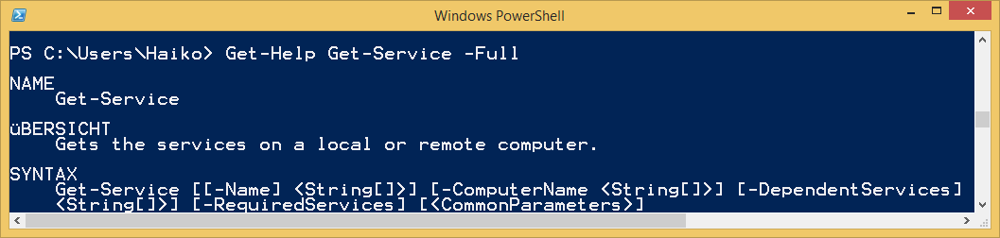 Windows PowerShell
PS C:\Users\Haiko> Get-Help Get-Service -Full
NAME
Get-Service
üBERSICHT
Gets the services on a local or remote computer.
SYNTAX
Get-Service [[-Name] <String[]>] [-ComputerName <String[]>] [-DependentServices]
<String[]>] [-RequiredServices] [<CommonParameters>]